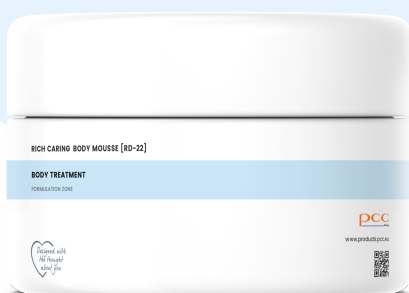 RICH CARING BODY MOUSSE [RD-22]
BODY TREATMENT
FORMULATION ZONE
pcc
www.products.pcc.eu
Designed with
the thought
about you